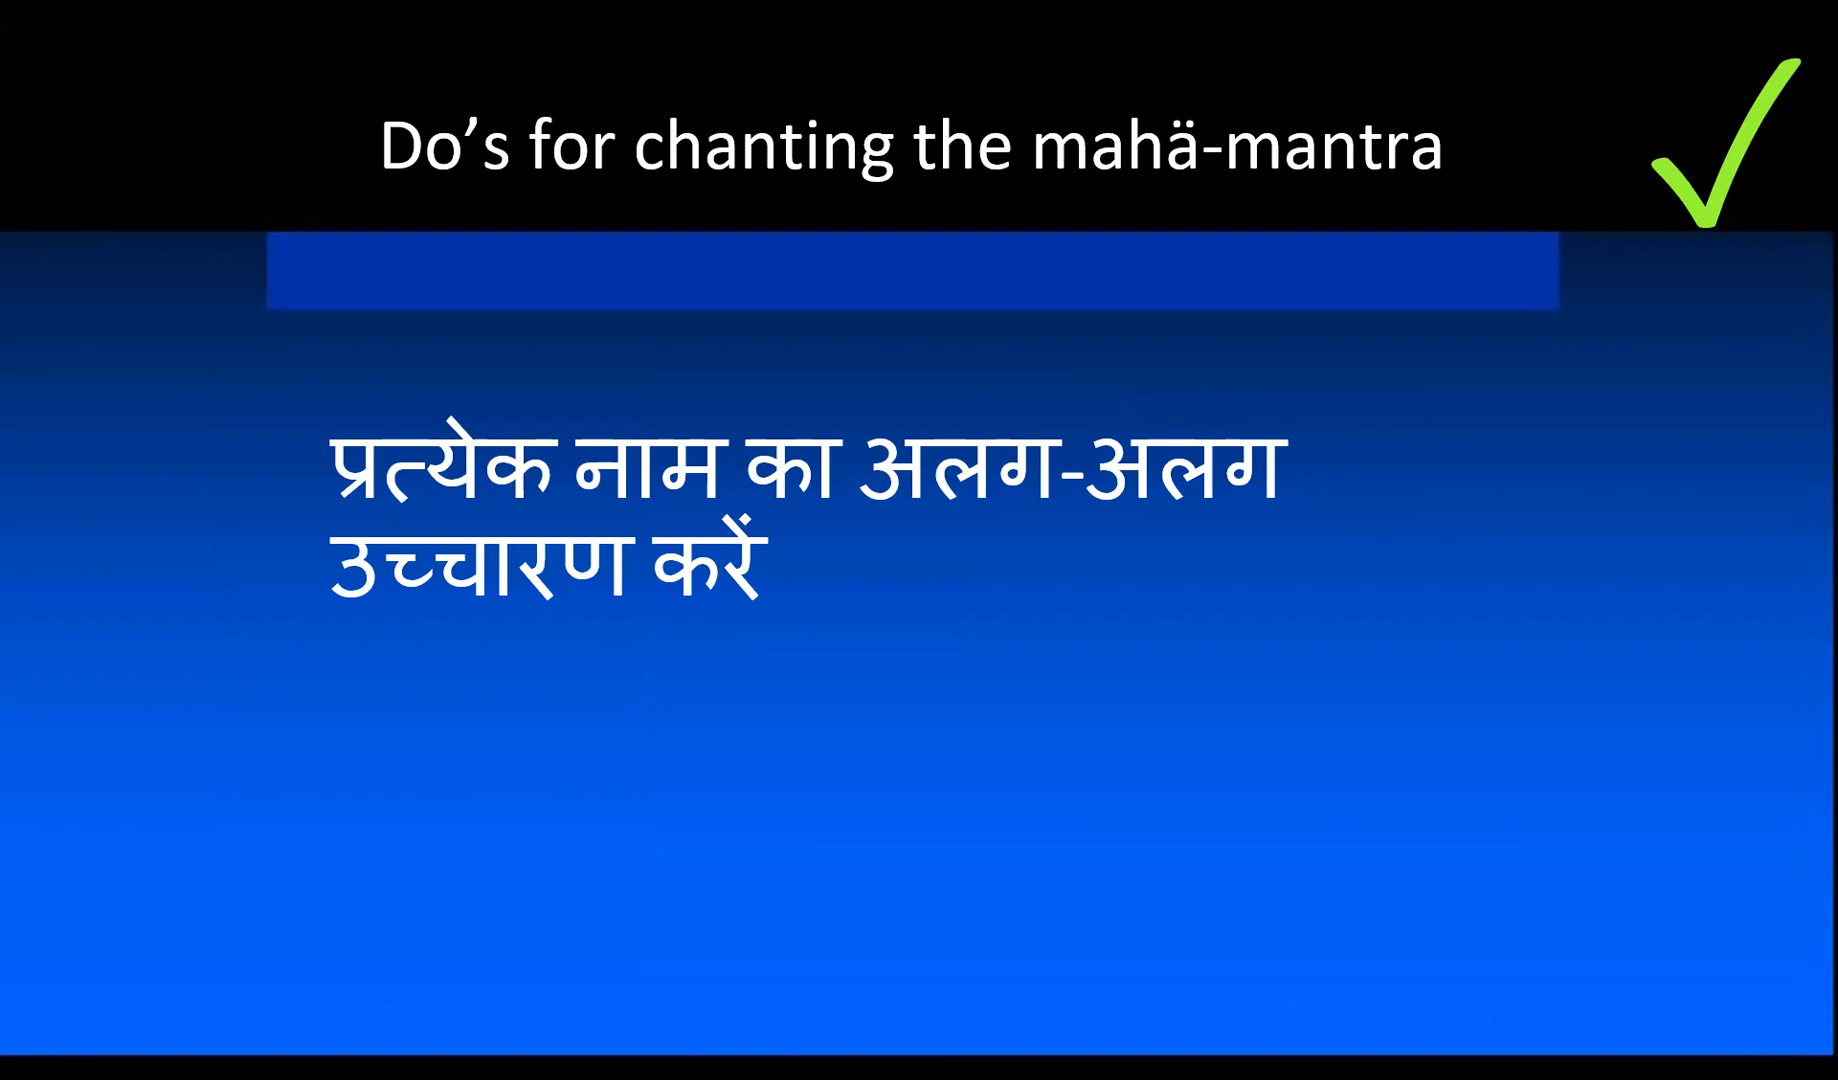 Do’s for chanting the mahä-mantra
प्रत्येक नाम का अलग-अलग
उच्चारण करें